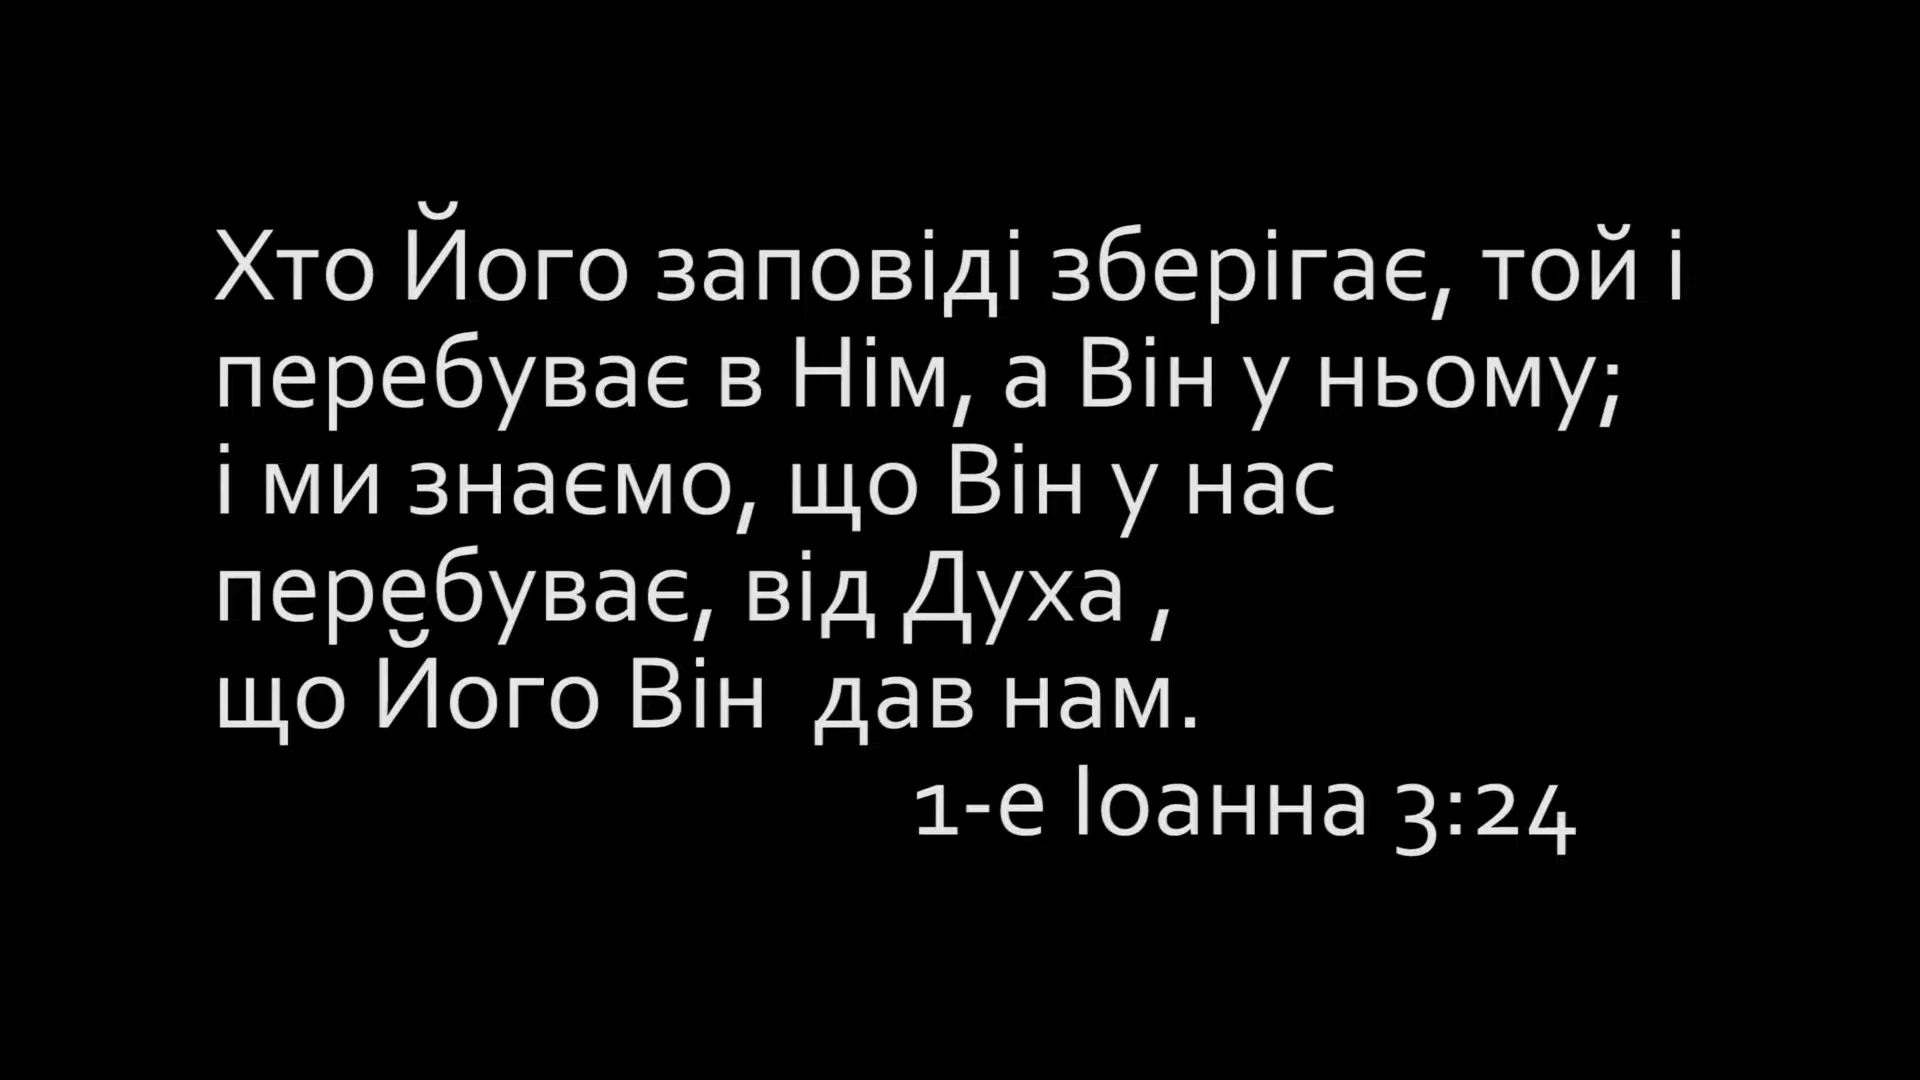 Хто Його заповіді зберігає, той і
перебуває в Нім, а Він у ньому;
і ми знаємо, що Він у нас
перебуває, від Духа ,
що Його Він  дав нам.
1-е Іоанна 3:24